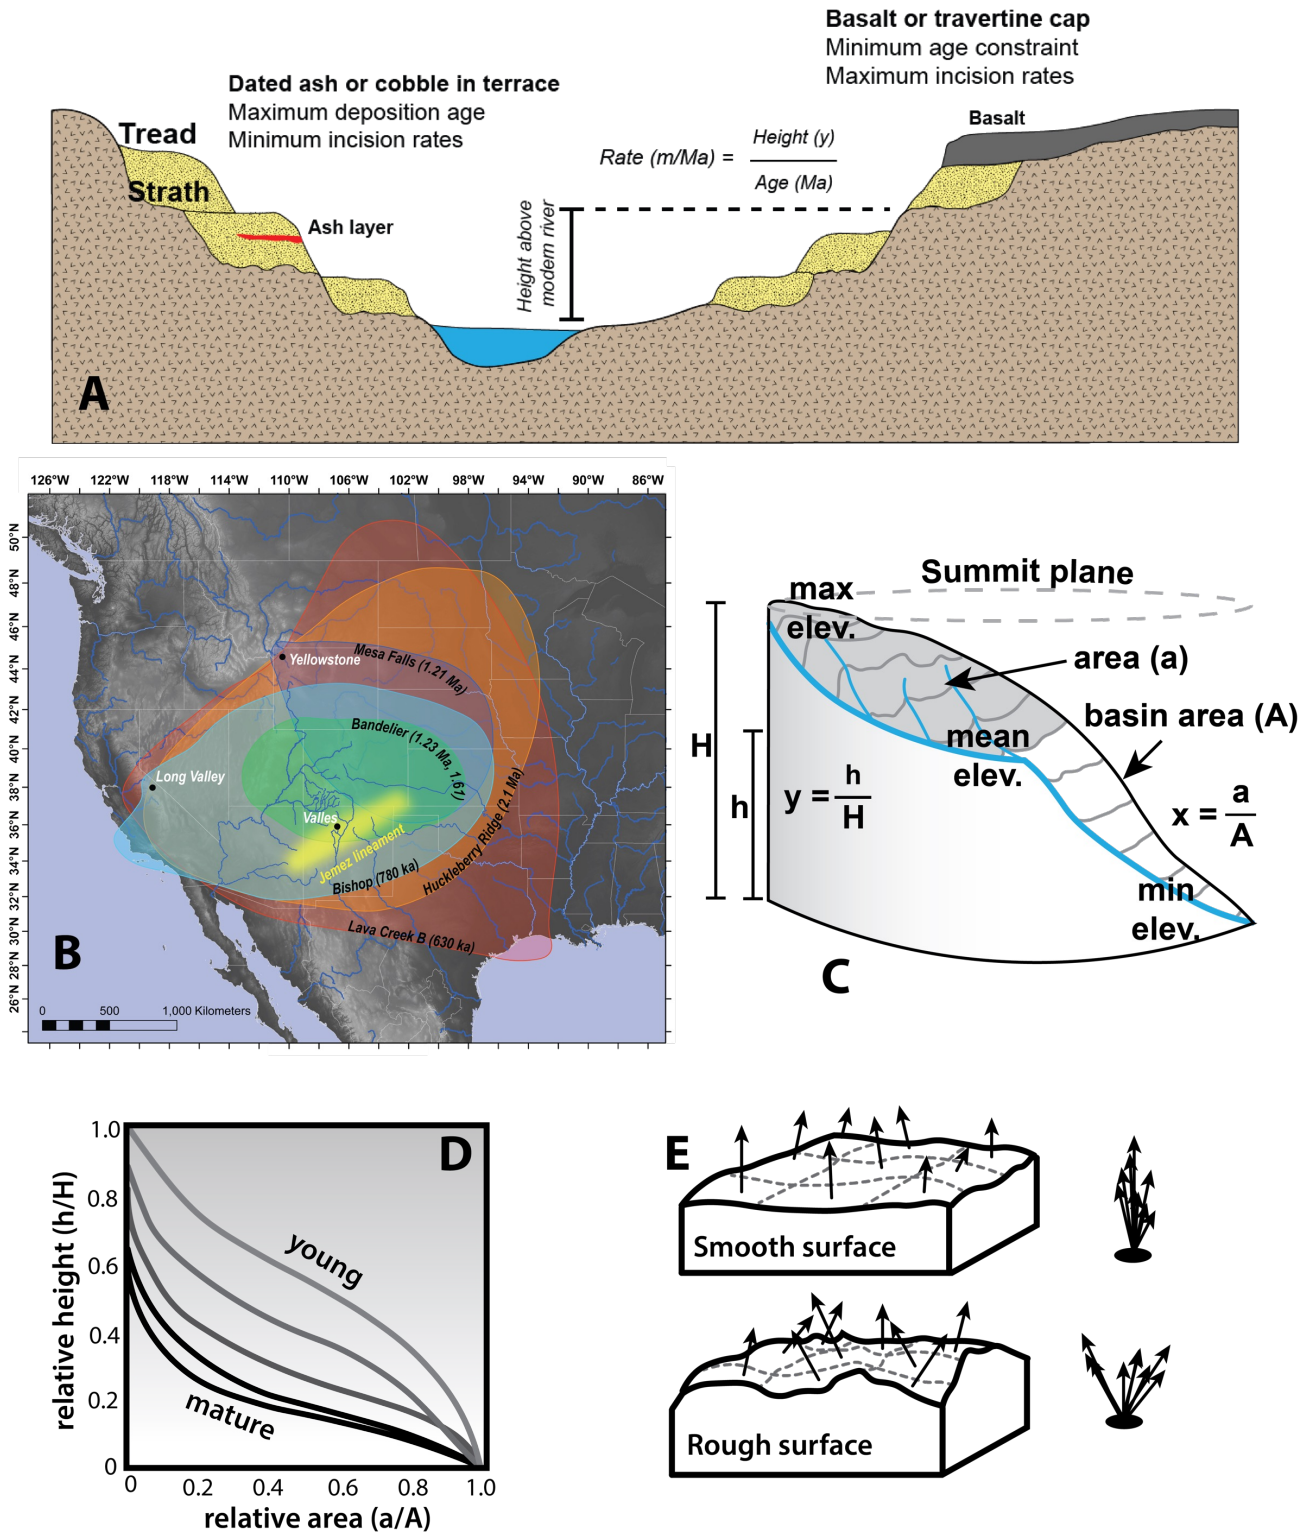 Basalt or travertine cap
Minimum age constraint
Maximum incision rates
Dated ash or cobble in terrace
Maximum deposition age
Minimum incision rates
Tread
Strath
Ash layer
Rate (m/Ma) = Height (y)
Age (Ma)
Height above
modern river
Basalt
A
126°W 122°W 118°W 114°W 110°W 106°W 102°W 98°W 94°W 90°W 86°W
50°N
48°N
46°N
44°N
42°N
40°N
38°N
36°N
34°N
32°N
30°N
28°N
26°N
Yellowstone
Mesa Falls (1.21 Ma)
Bandelier (1.23 Ma, 1.61)
Long Valley
Valles
Jemez lineament
Bishop (780 ka)
Huckleberry Ridge (2.1 Ma)
Lava Creek B (630 ka)
B
0 500 1,000 Kilometers
Summit plane
max
elev.
area (a)
basin area (A)
mean
elev.
H
h
y = h
H
x = a
A
min
elev.
C
D
1.0
0.8
0.6
0.4
0.2
0
relative height (h/H)
young
mature
0 0.2 0.4 0.6 0.8 1.0
relative area (a/A)
E
Smooth surface
Rough surface